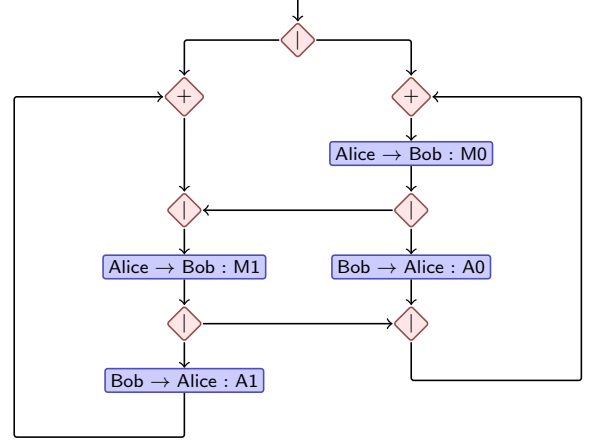 |
+
+
Alice → Bob : M0
|
|
Alice → Bob : M1
Bob → Alice : A0
|
|
Bob → Alice : A1